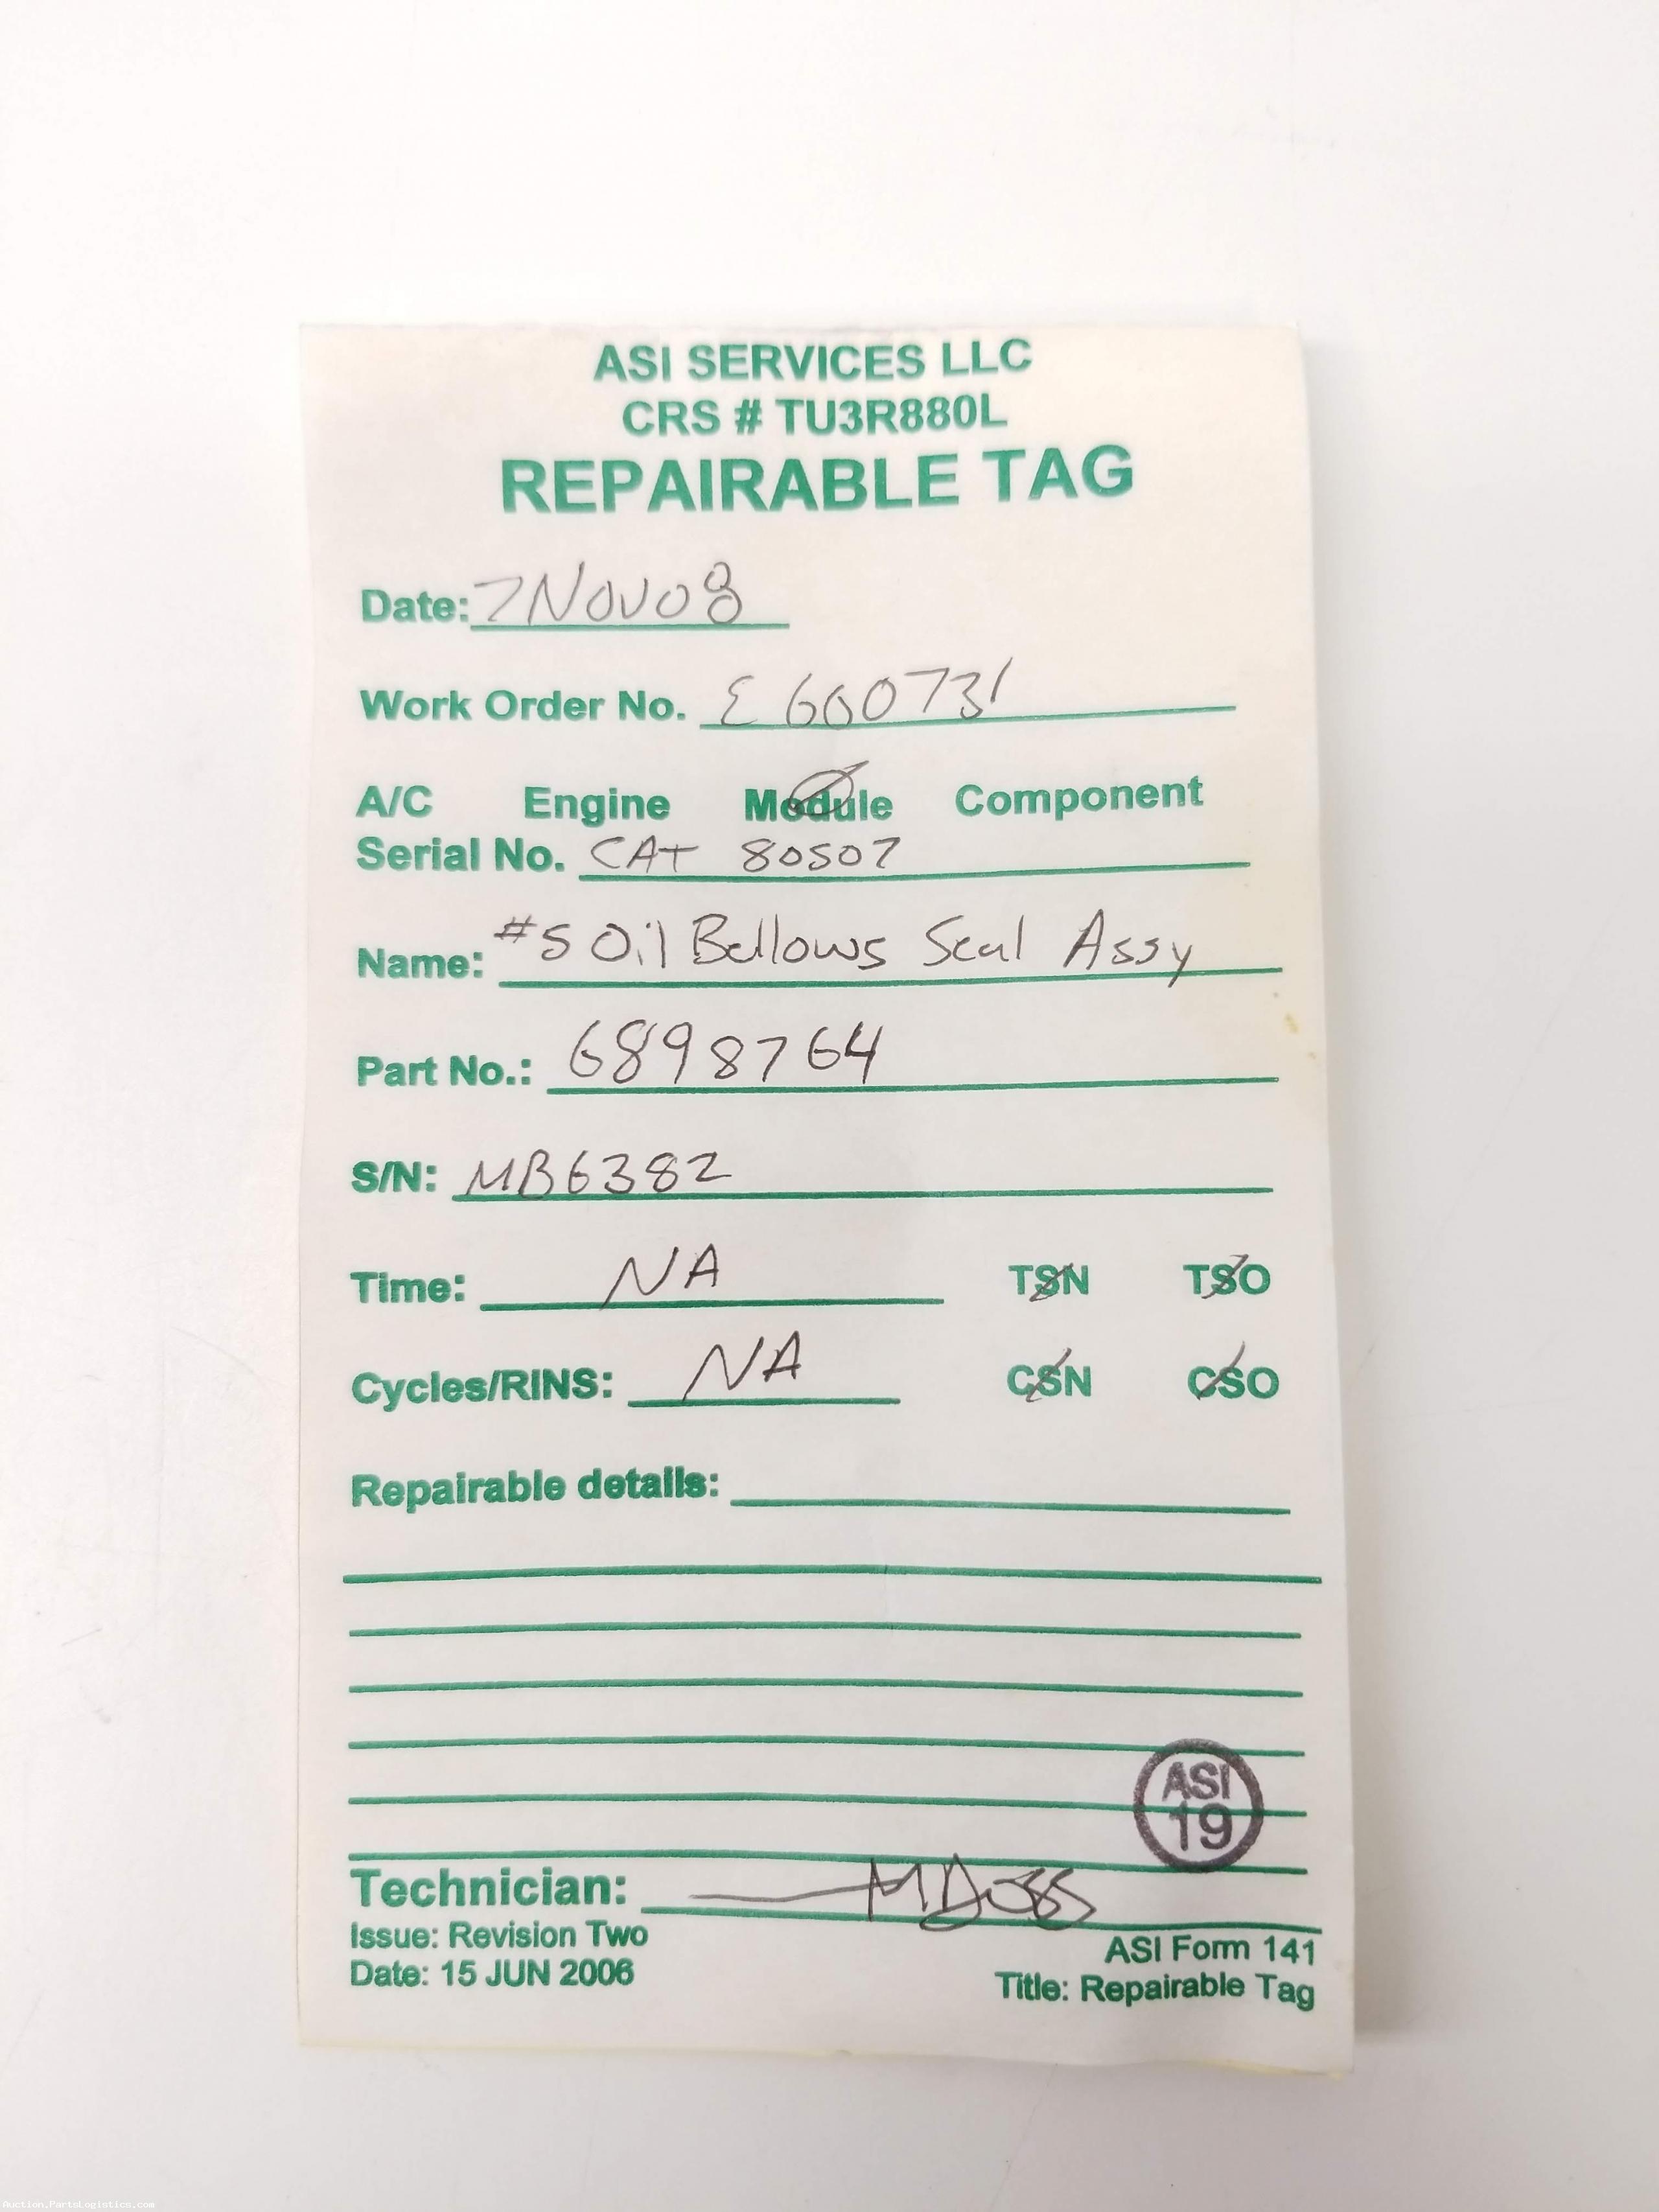 ASI SERVICES LLC
CRS # TU3R880L
REPAIRABLE TAG
Date: 7NOV08
Work Order No. E600731
A/C Engine Module Component
Serial No. CAT 80507
Name: #5 Oil Bellows Seal Assy
Part No.: 6898764
S/N: MB6382
Time: NA TSN TSO
Cycles/RINS: NA CSN CSO
Repairable details:
ASI
19
Technician:
Issue: Revision Two
Date: 15 JUN 2006
ASI Form 141
Title: Repairable Tag
Auction.PartsLogistics.com